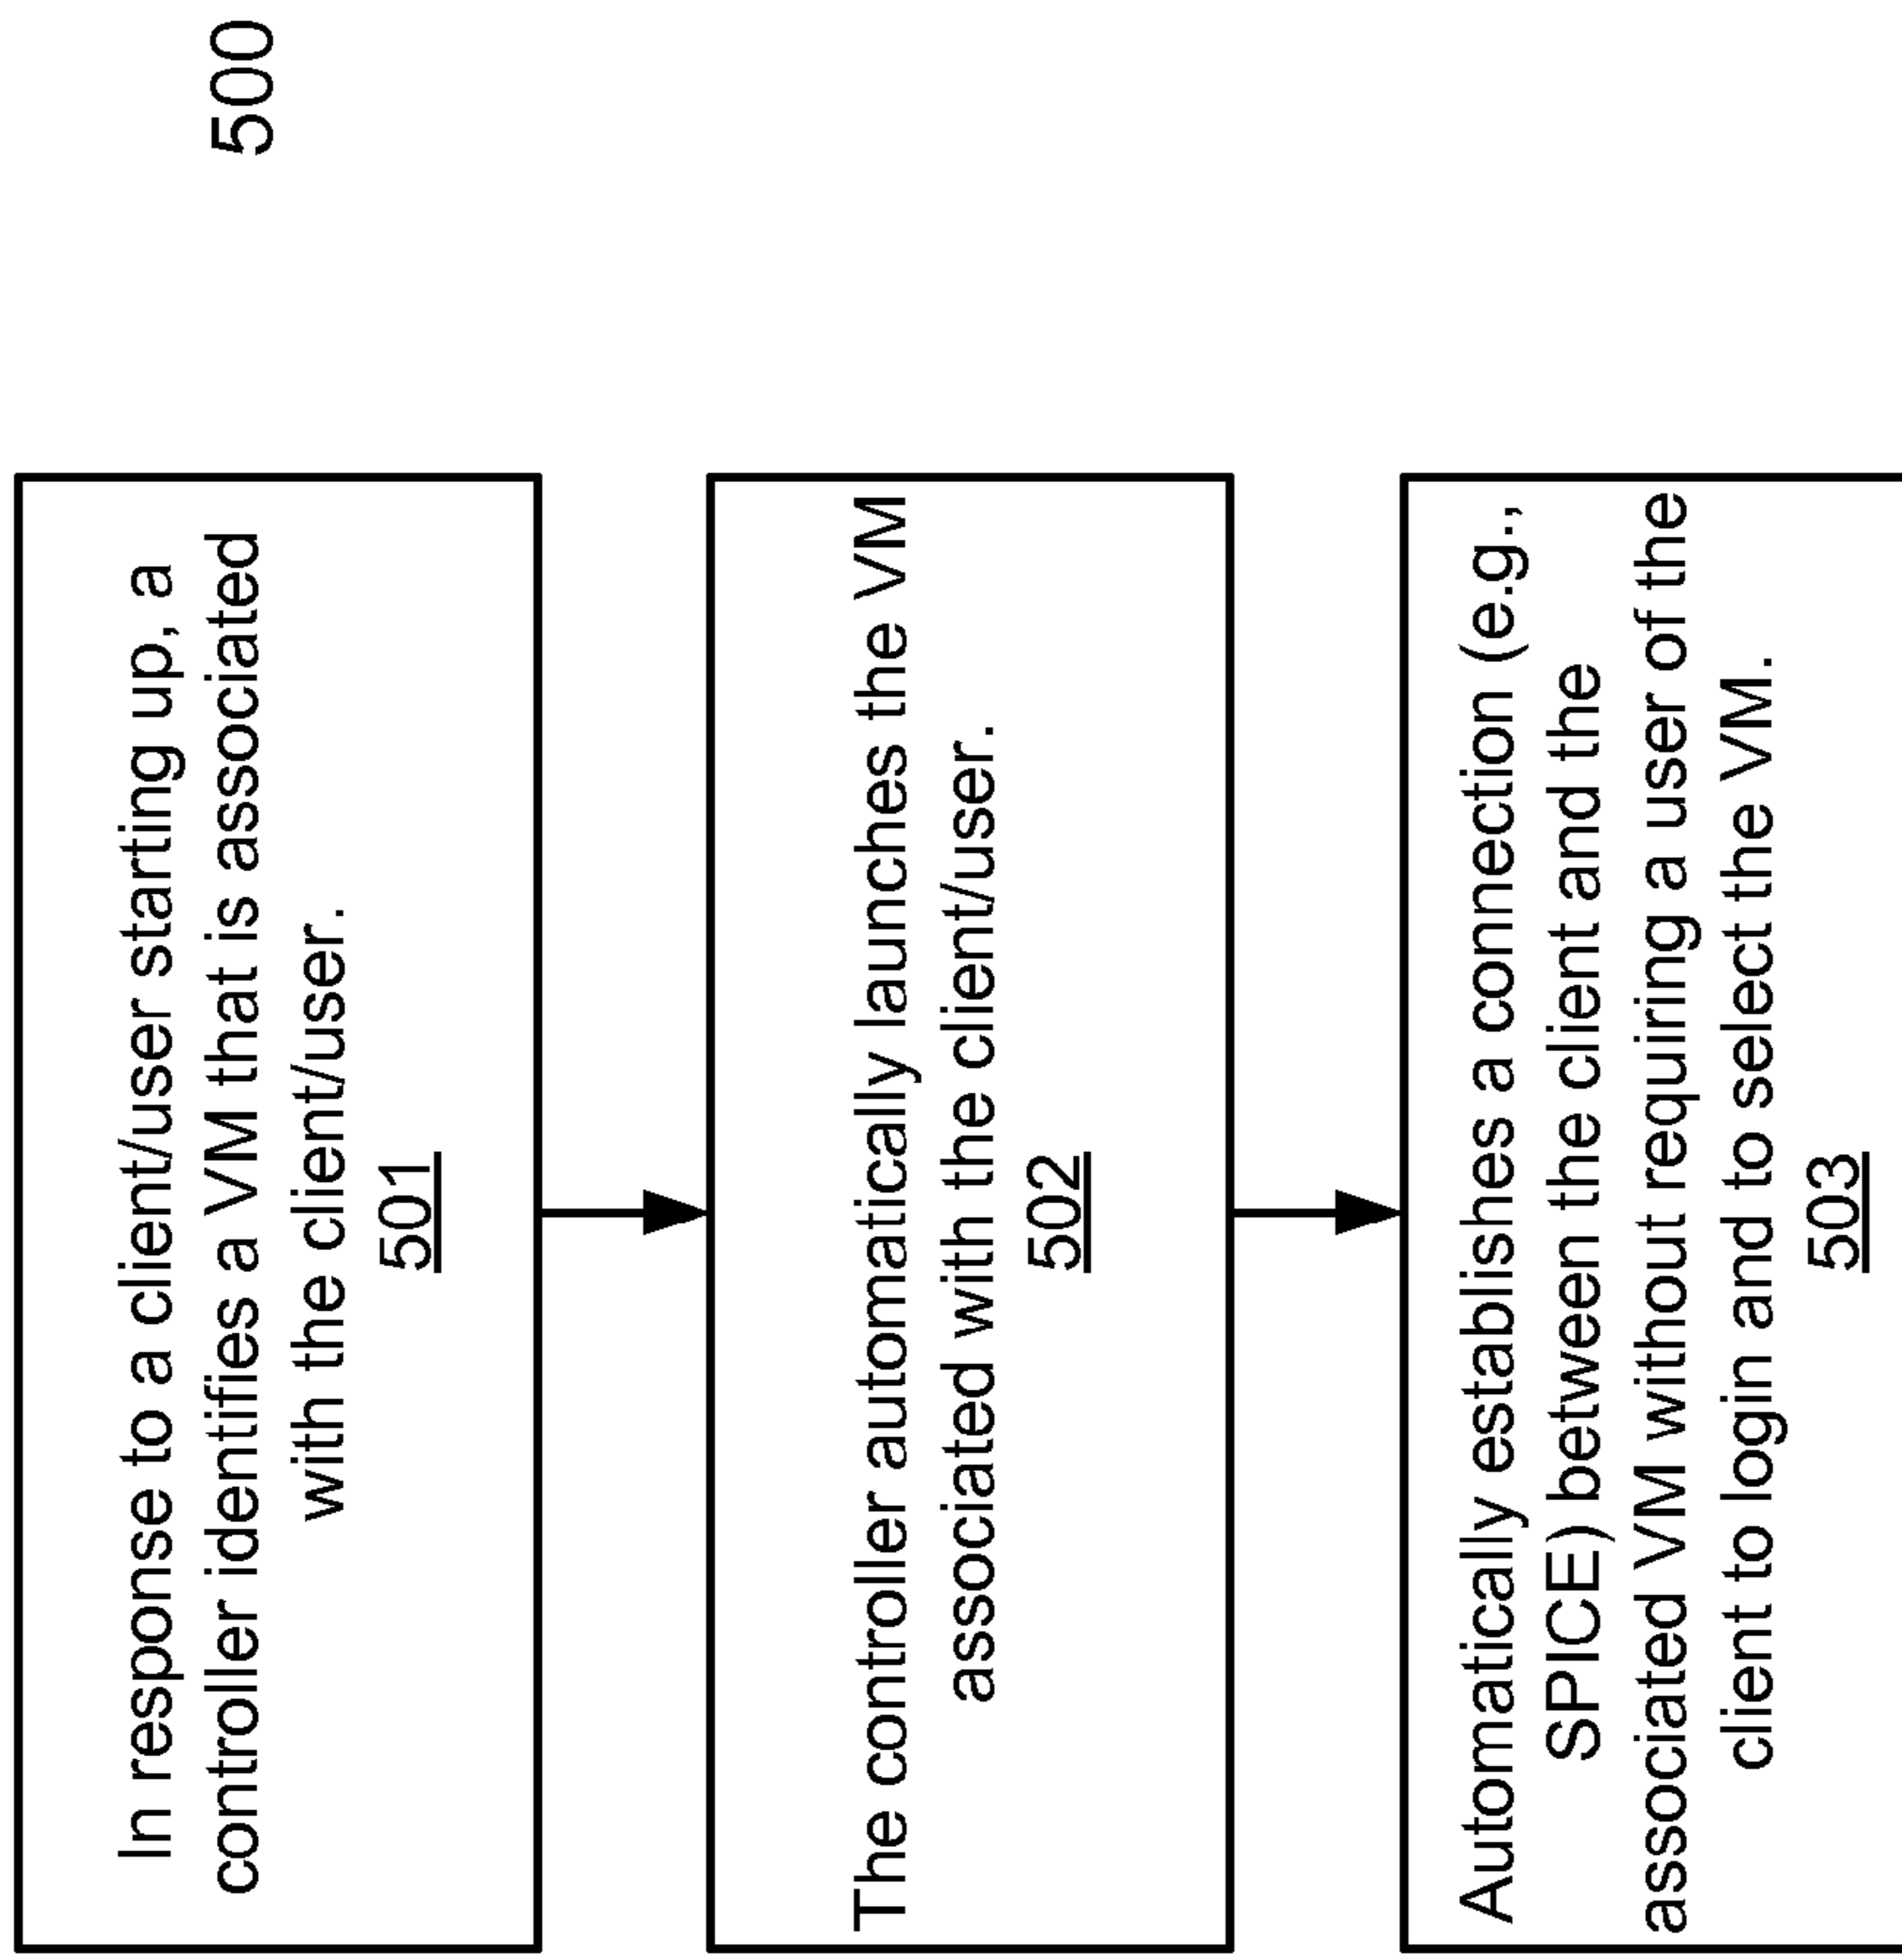 500
In response to a client/user starting up, a
controller identifies a VM that is associated
with the client/user.
501
The controller automatically launches the VM
associated with the client/user.
502
Automatically establishes a connection (e.g.,
SPICE) between the client and the
associated VM without requiring a user of the
client to login and to select the VM.
503